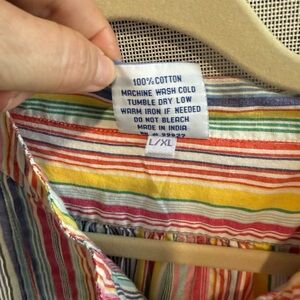 100% COTTON
MACHINE WASH COLD
TUMBLE DRY LOW
WARM IRON IF NEEDED
DO NOT BLEACH
MADE IN INDIA
L/XL